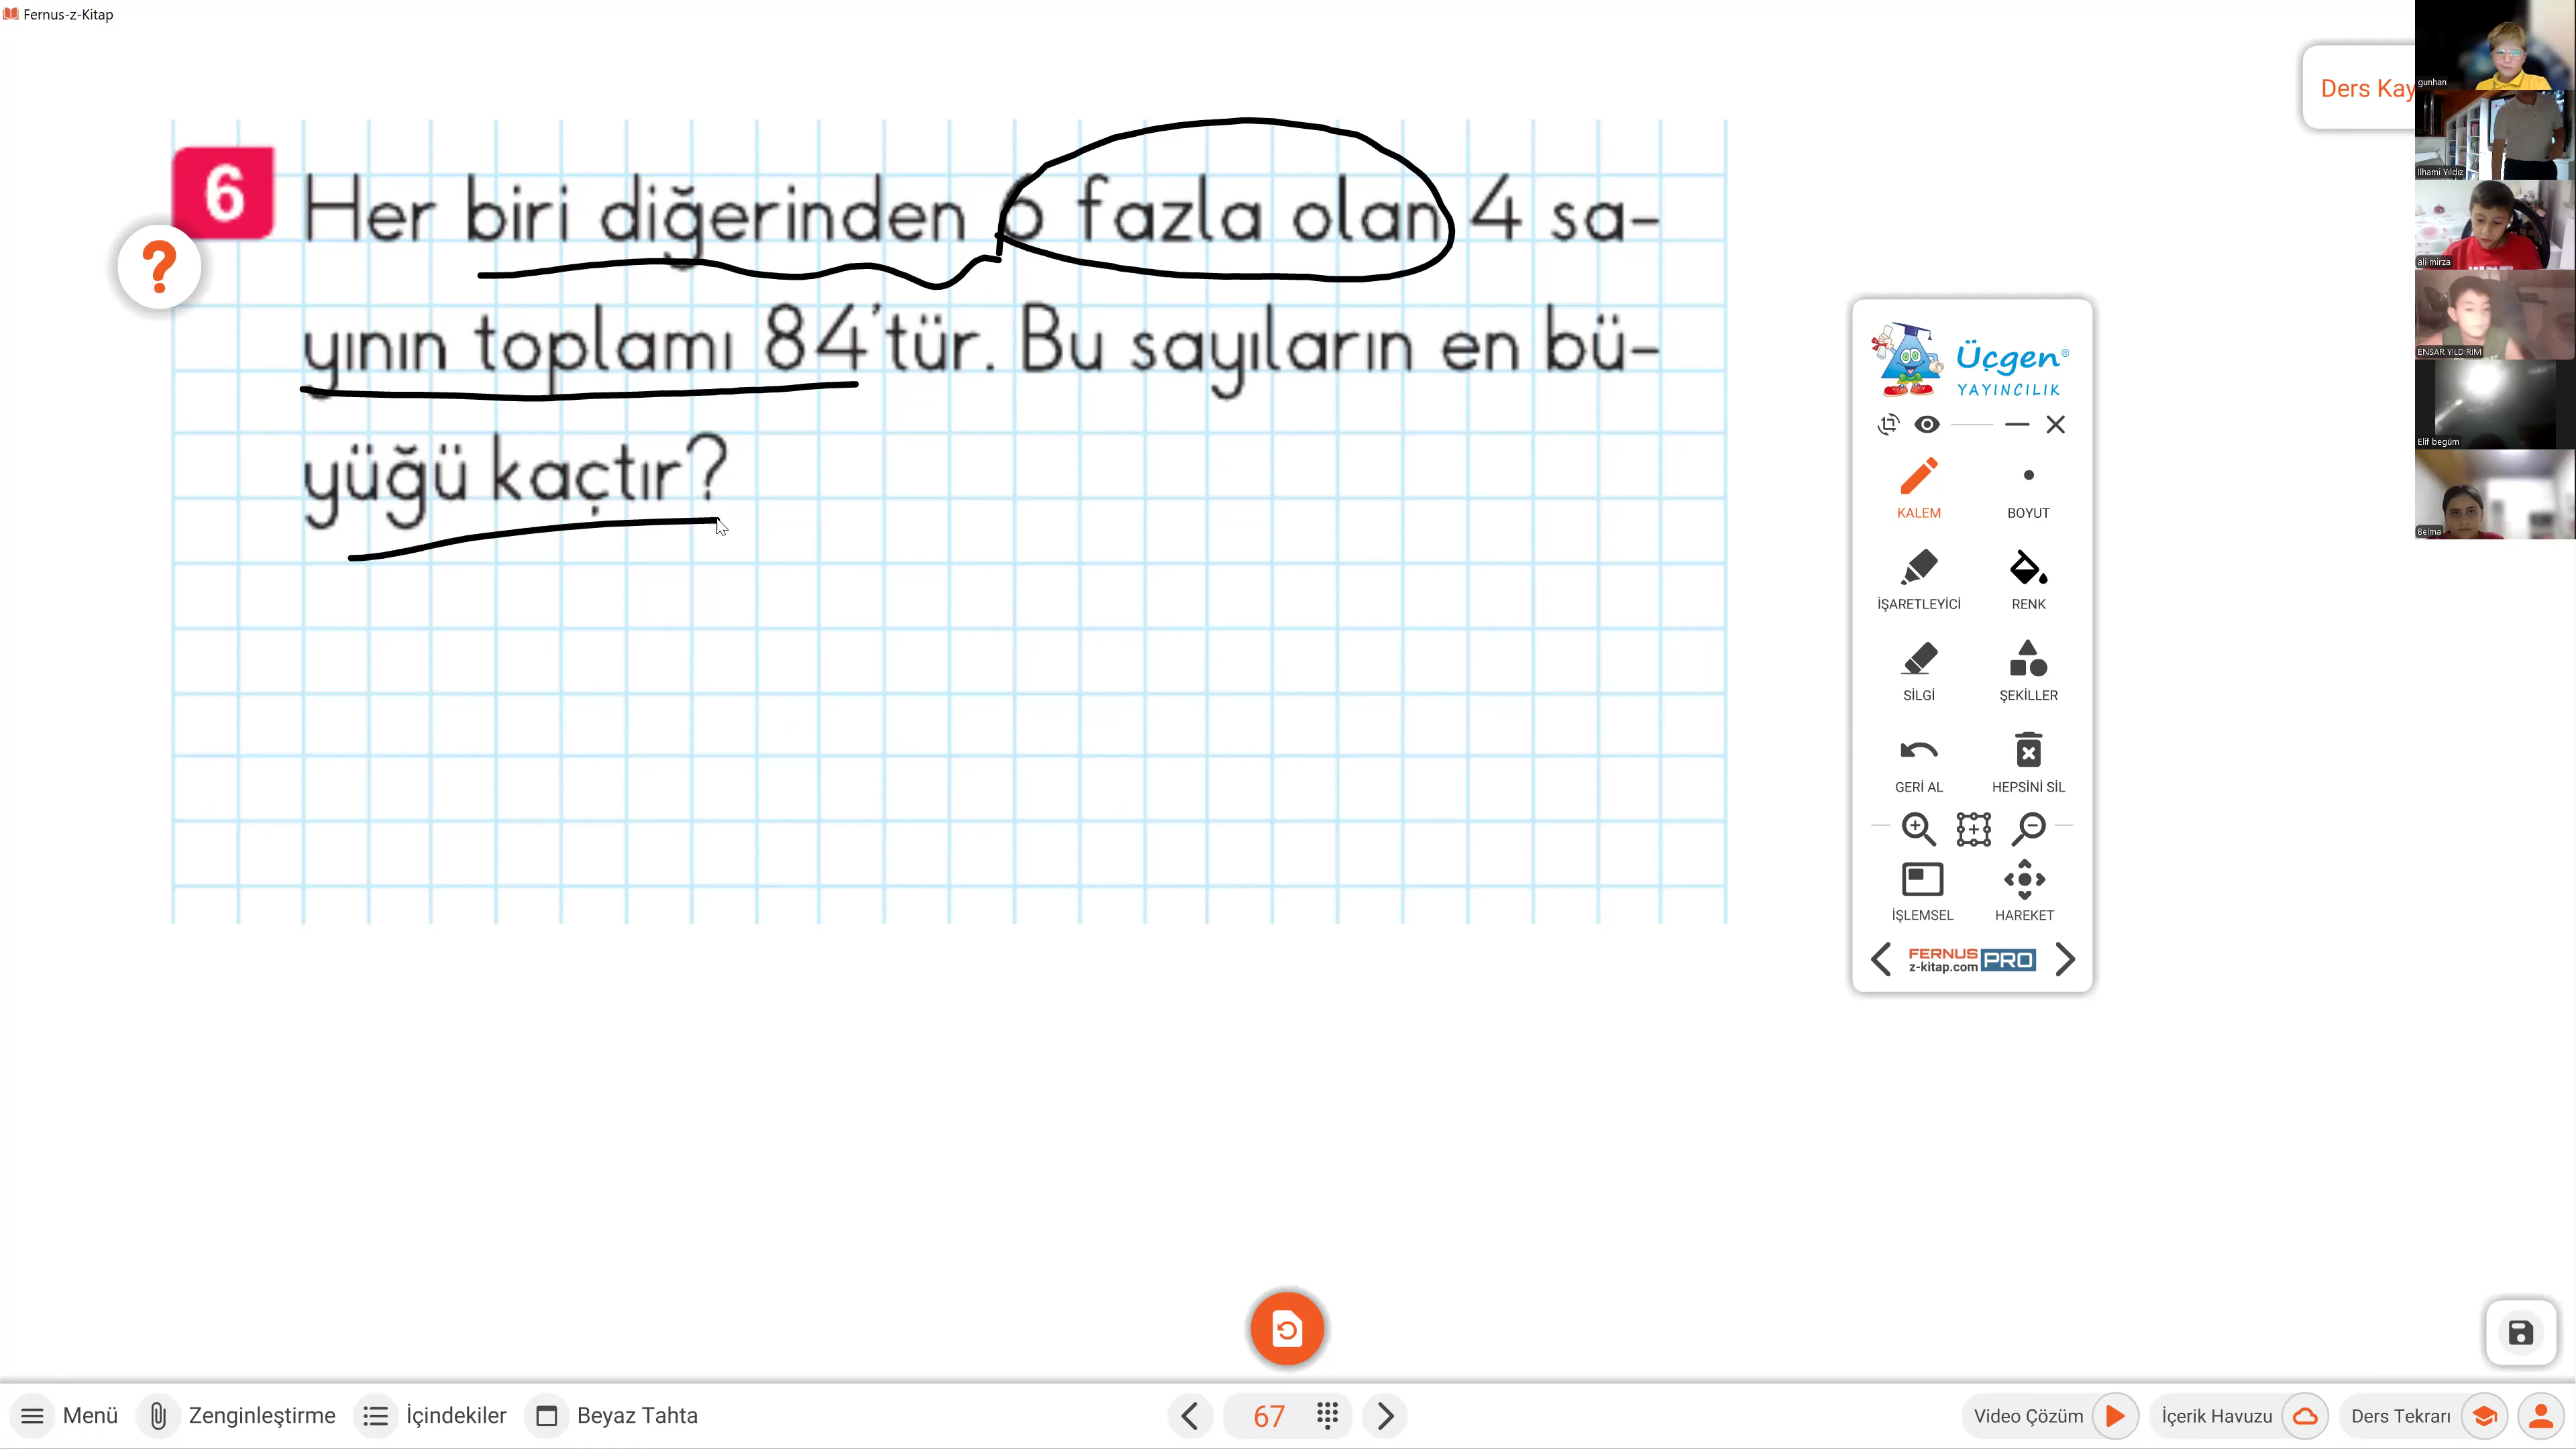 Fernus-z-Kitap
gunhan
Ders Kay
İlhami Yıldız
6 Her biri diğerinden 6 fazla olan 4 sa-
ali mirza
yının toplamı 84'tür. Bu sayıların en bü-
Üçgen®
YAYINCILIK
ENSAR YILDIRIM
yüğü kaçtır?
Elif begüm
KALEM BOYUT
Belma
İŞARETLEYİCİ RENK
SİLGİ ŞEKİLLER
GERİ AL HEPSİNİ SİL
İŞLEMSEL HAREKET
FERNUS PRO
z-kitap.com
Menü Zenginleştirme İçindekiler Beyaz Tahta 67 Video Çözüm İçerik Havuzu Ders Tekrarı